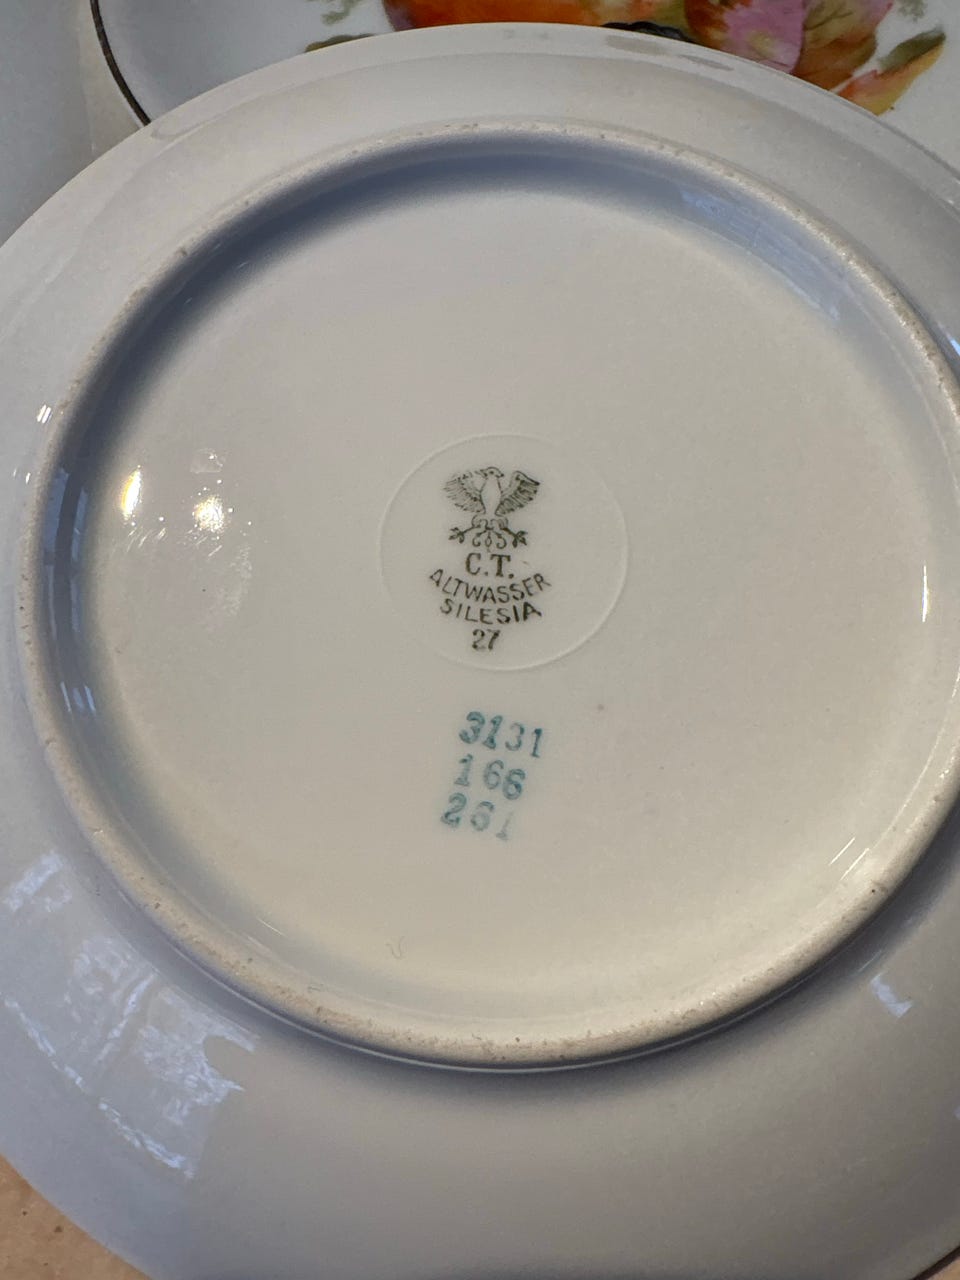 C.T.
ALTWASSER
SILESIA
27
3131
166
261